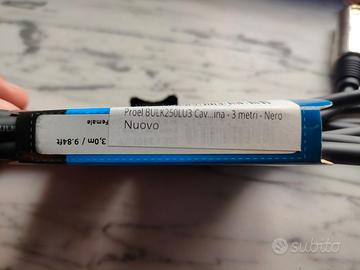 Proel BULK250LU3 Cav...ina - 3 metri - Nero
Nuovo
3,0m / 9.84ft
Female
subito